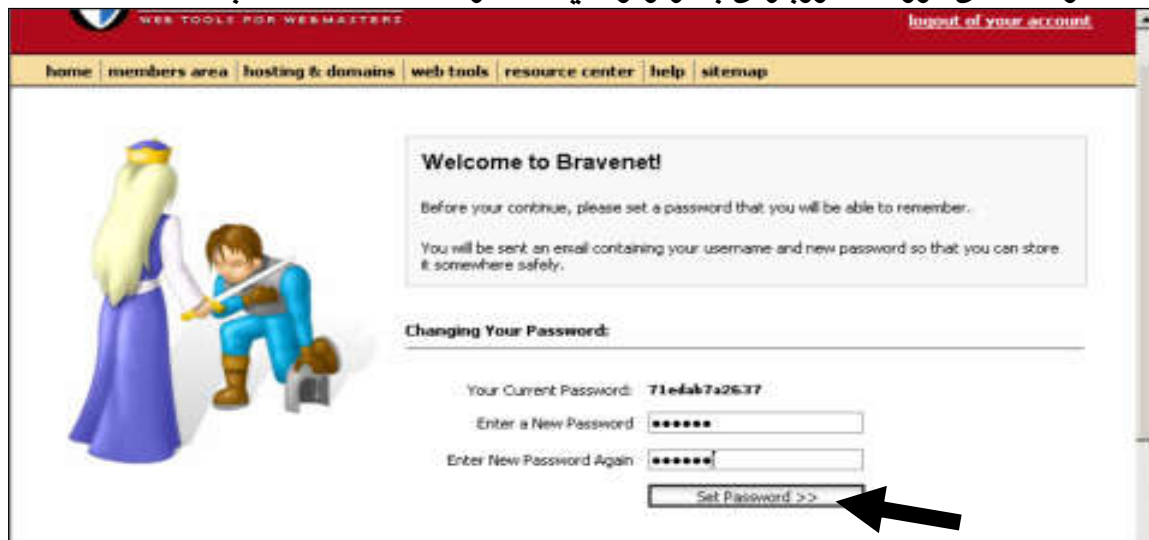 WEB TOOLS FOR WEBMASTERS
logout of your account
home members area hosting & domains web tools resource center help sitemap
Welcome to Bravenet!
Before your continue, please set a password that you will be able to remember.
You will be sent an email containing your username and new password so that you can store
it somewhere safely.
Changing Your Password:
Your Current Password: 71edab7a2637
Enter a New Password ●●●●●●
Enter New Password Again ●●●●●●
Set Password >>